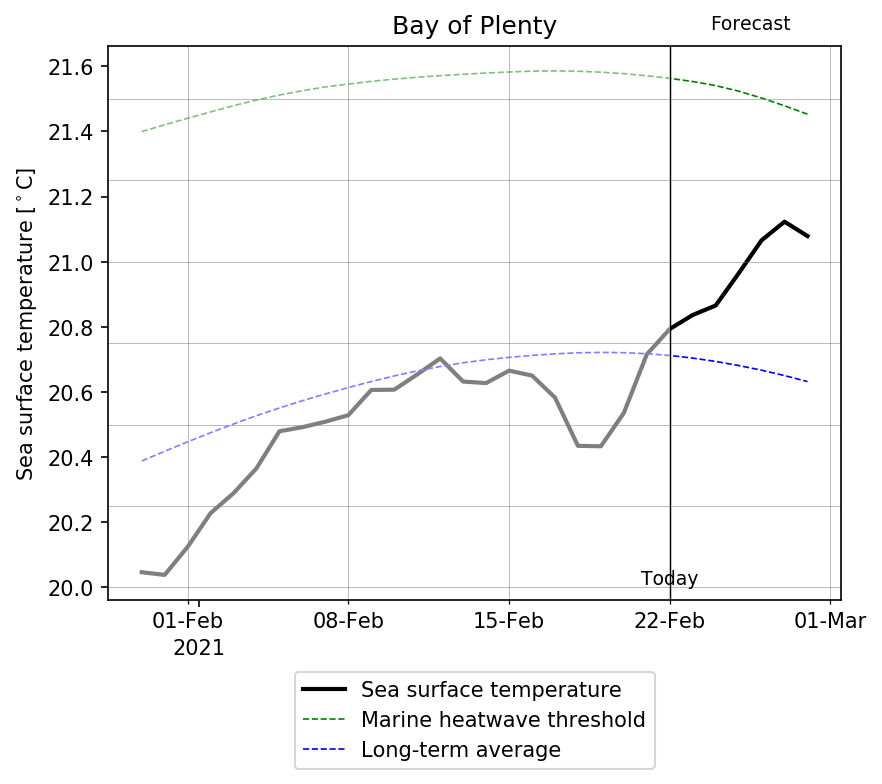 Bay of Plenty
Forecast
Sea surface temperature [°C]
21.6
21.4
21.2
21.0
20.8
20.6
20.4
20.2
20.0
Today
01-Feb 08-Feb 15-Feb 22-Feb 01-Mar
2021
Sea surface temperature
Marine heatwave threshold
Long-term average